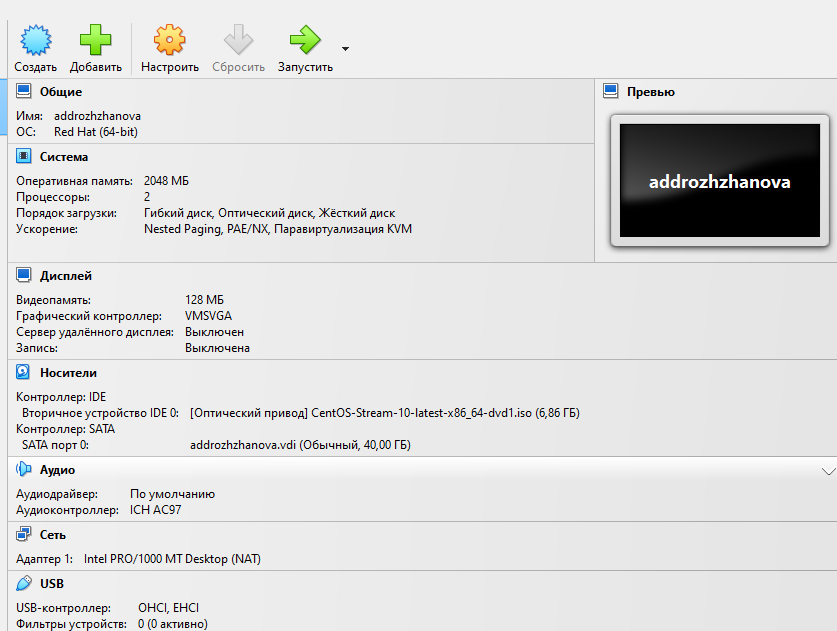 Создать Добавить Настроить Сбросить Запустить
Общие
Имя: addrozhzhanova
ОС: Red Hat (64-bit)
Превью
addrozhzhanova
Система
Оперативная память: 2048 МБ
Процессоры: 2
Порядок загрузки: Гибкий диск, Оптический диск, Жёсткий диск
Ускорение: Nested Paging, PAE/NX, Паравиртуализация KVM
Дисплей
Видеопамять: 128 МБ
Графический контроллер: VMSVGA
Сервер удалённого дисплея: Выключен
Запись: Выключена
Носители
Контроллер: IDE
Вторичное устройство IDE 0: [Оптический привод] CentOS-Stream-10-latest-x86_64-dvd1.iso (6,86 ГБ)
Контроллер: SATA
SATA порт 0: addrozhzhanova.vdi (Обычный, 40,00 ГБ)
Аудио
Аудиодрайвер: По умолчанию
Аудиоконтроллер: ICH AC97
Сеть
Адаптер 1: Intel PRO/1000 MT Desktop (NAT)
USB
USB-контроллер: OHCI, EHCI
Фильтры устройств: 0 (0 активно)